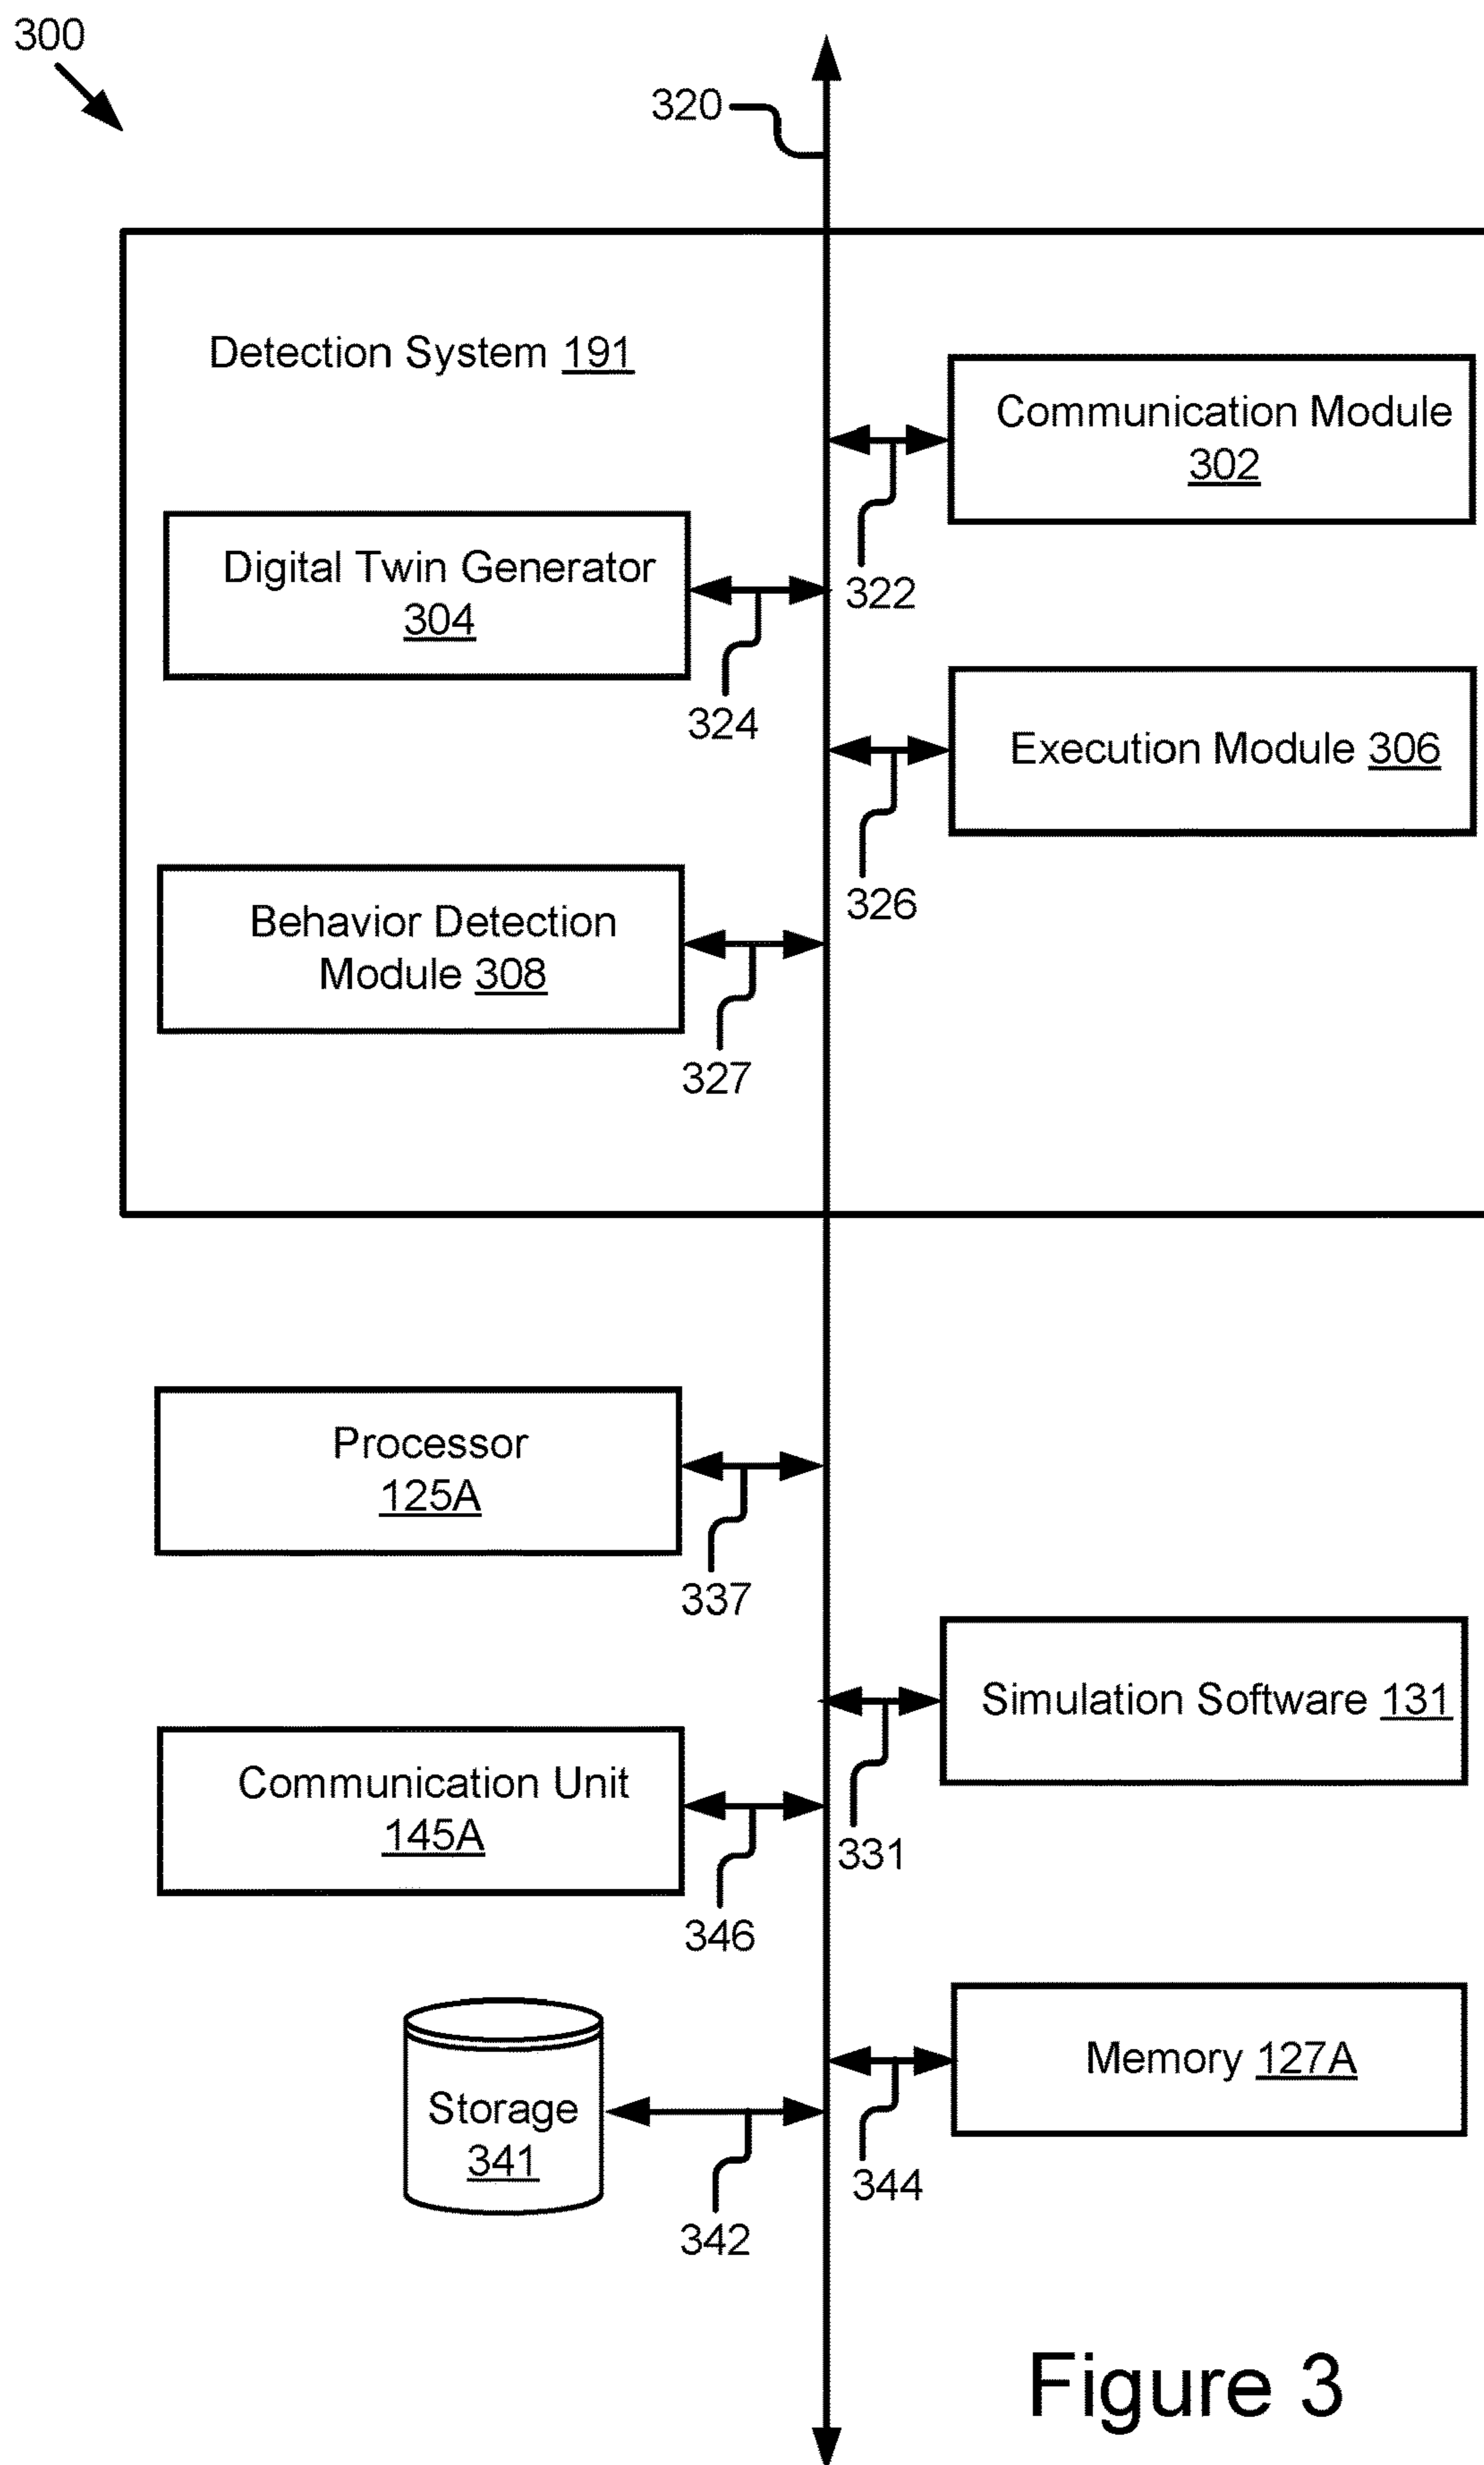 300
320
Detection System 191
Communication Module
302
322
Digital Twin Generator
304
324
Execution Module 306
326
Behavior Detection
Module 308
327
Processor
125A
337
Simulation Software 131
331
Communication Unit
145A
346
Memory 127A
344
Storage
341
342
Figure 3